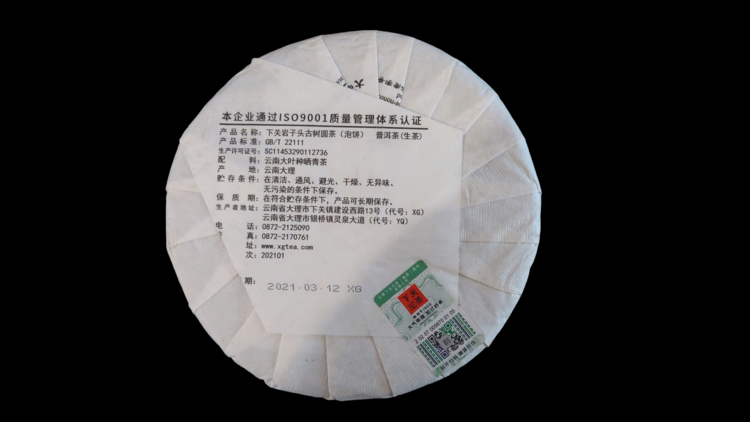 本企业通过ISO9001质量管理体系认证
产品名称：下关岩子头古树圆茶（泡饼） 普洱茶(生茶)
产品标准：GB/T 22111
生产许可证号：SC11453290112736
配 料：云南大叶种晒青茶
产 地：云南大理
贮存条件：在清洁、通风、避光、干燥、无异味、
无污染的条件下保存。
保 质 期：在符合贮存条件下，产品可长期保存。
生产者地址：云南省大理市下关镇建设西路13号（代号：XG）
云南省大理市银桥镇灵泉大道（代号：YQ）
电 话：0872-2125090
真：0872-2170761
址：www.xgtea.com
次：202101
期：2021.03.12 XG
下关
沱茶